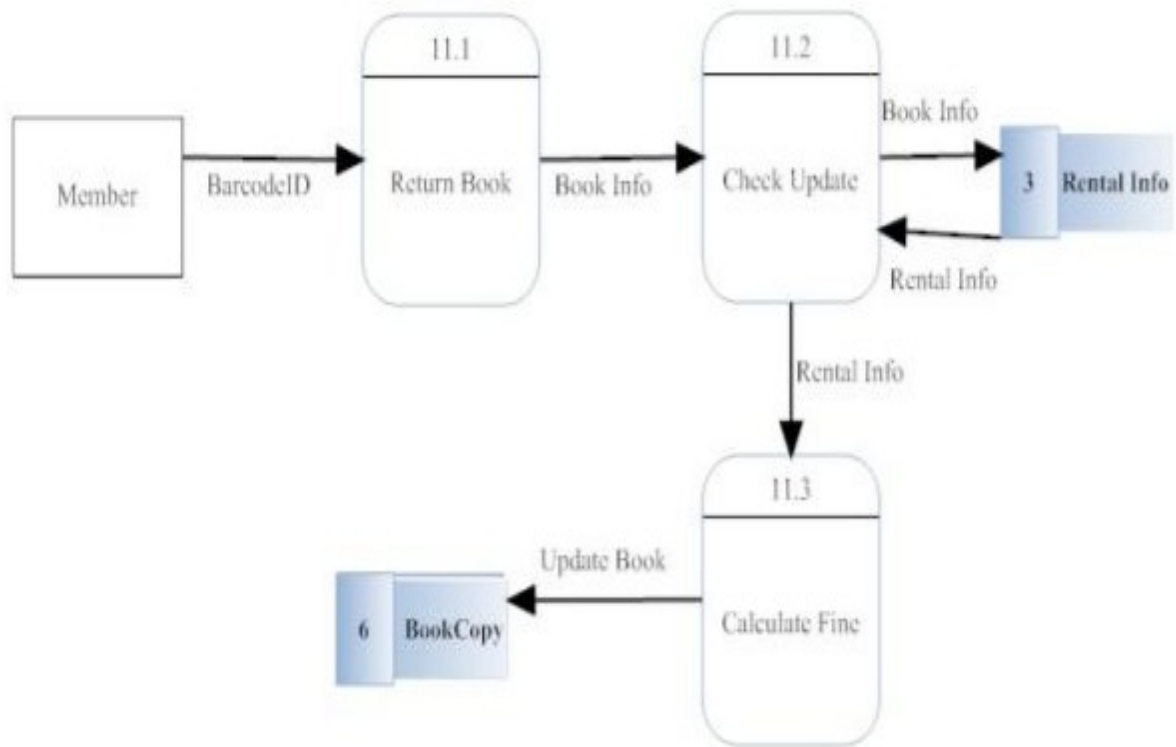 11.1
11.2
Book Info
Member
BarcodeID
Return Book
Book Info
Check Update
3
Rental Info
Rental Info
Rental Info
11.3
Update Book
6
BookCopy
Calculate Fine